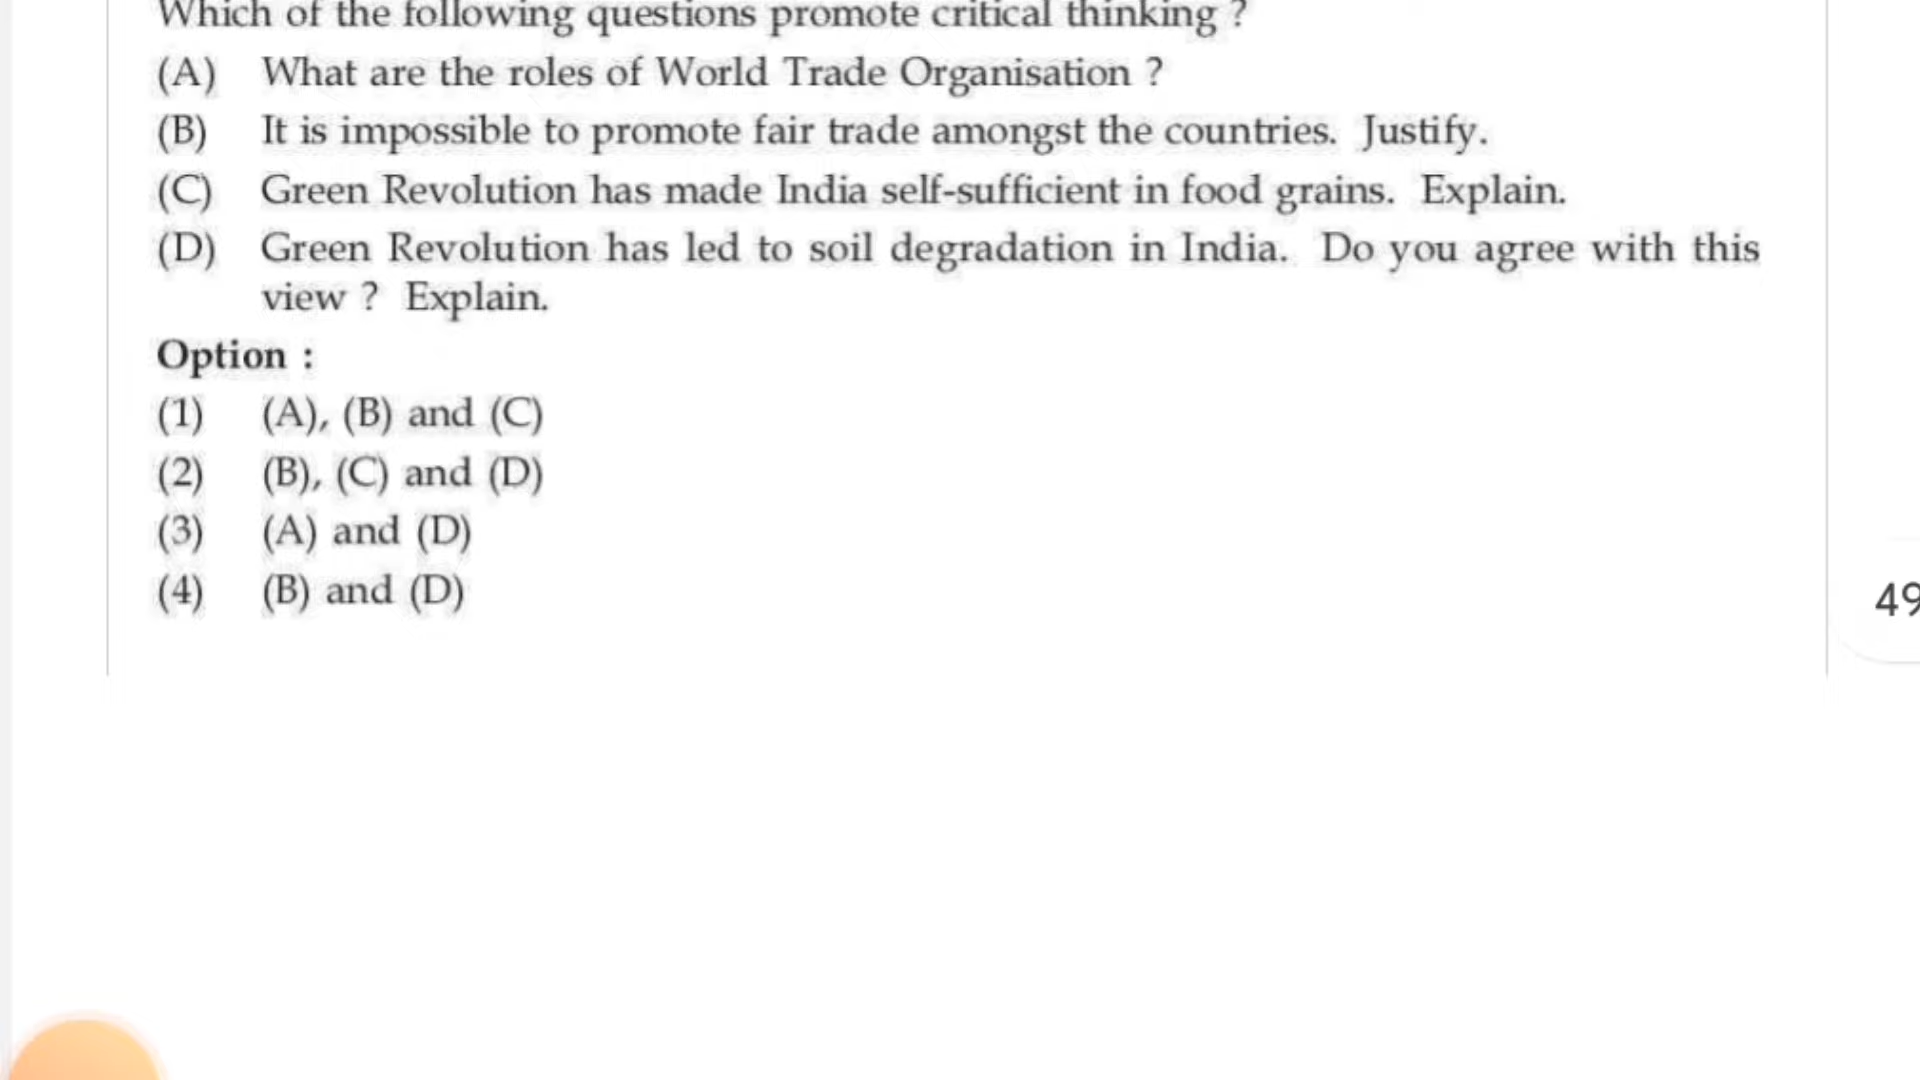 Which of the following questions promote critical thinking ?
(A) What are the roles of World Trade Organisation ?
(B) It is impossible to promote fair trade amongst the countries. Justify.
(C) Green Revolution has made India self-sufficient in food grains. Explain.
(D) Green Revolution has led to soil degradation in India. Do you agree with this
view ? Explain.
Option :
(1) (A), (B) and (C)
(2) (B), (C) and (D)
(3) (A) and (D)
(4) (B) and (D)
49